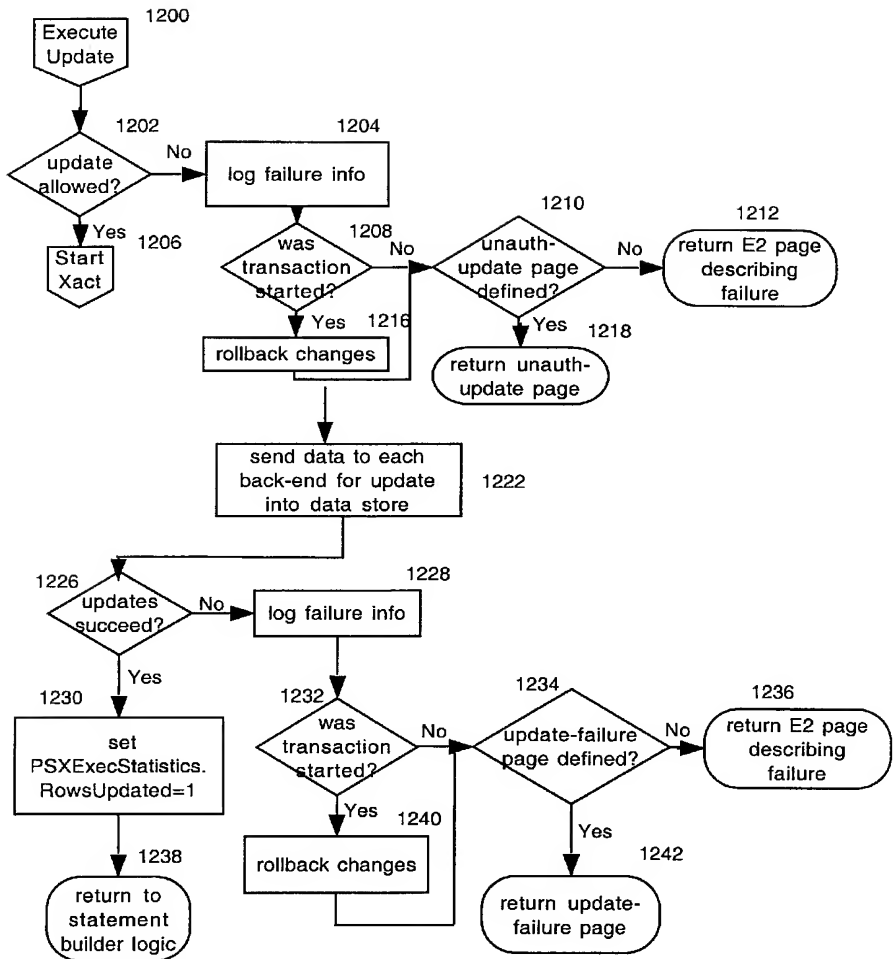 1200
Execute
Update
1202
update
allowed?
No
Yes
1204
log failure info
1206
Start
Xact
1208
was
transaction
started?
No
Yes
1210
unauth-
update page
defined?
No
Yes
1212
return E2 page
describing
failure
1216
rollback changes
1218
return unauth-
update page
send data to each
back-end for update
into data store
1222
1226
updates
succeed?
No
Yes
1228
log failure info
1230
set
PSXExecStatistics.
RowsUpdated=1
1232
was
transaction
started?
No
Yes
1234
update-failure
page defined?
No
Yes
1236
return E2 page
describing
failure
1238
return to
statement
builder logic
1240
rollback changes
1242
return update-
failure page